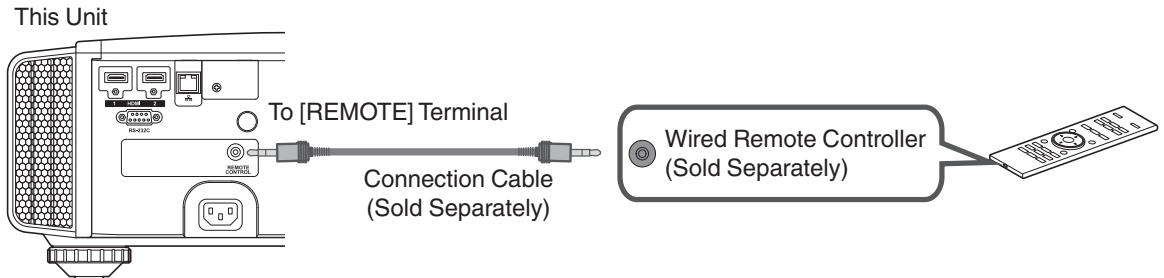 This Unit
1 HDMI 2
RS-232C
To [REMOTE] Terminal
REMOTE
CONTROL
Connection Cable
(Sold Separately)
Wired Remote Controller
(Sold Separately)